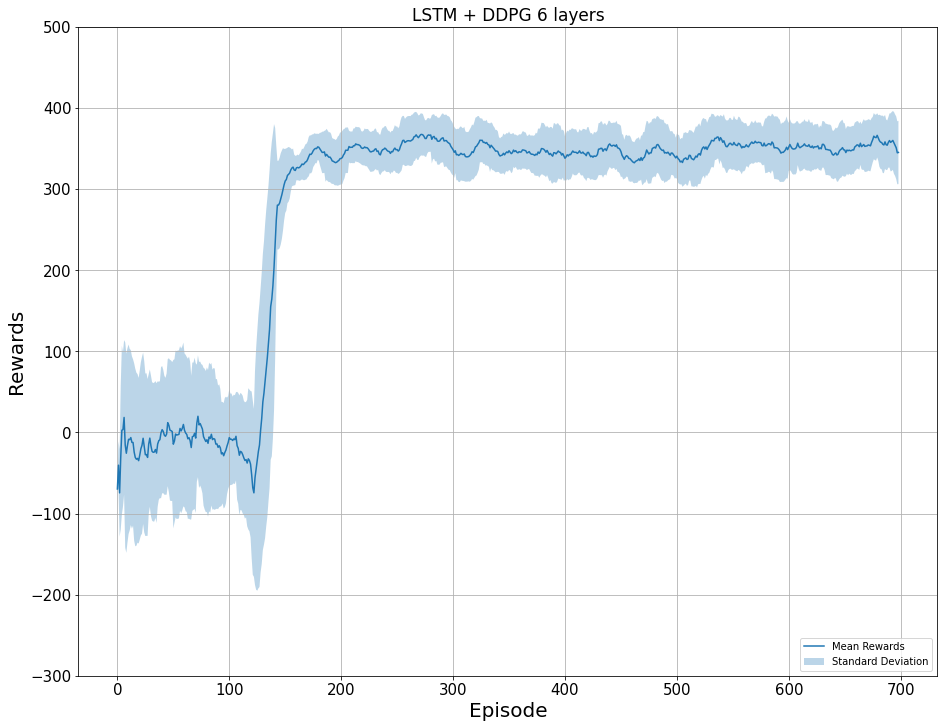 LSTM + DDPG 6 layers
500
400
300
200
100
0
−100
−200
−300
Rewards
Mean Rewards
Standard Deviation
0 100 200 300 400 500 600 700
Episode